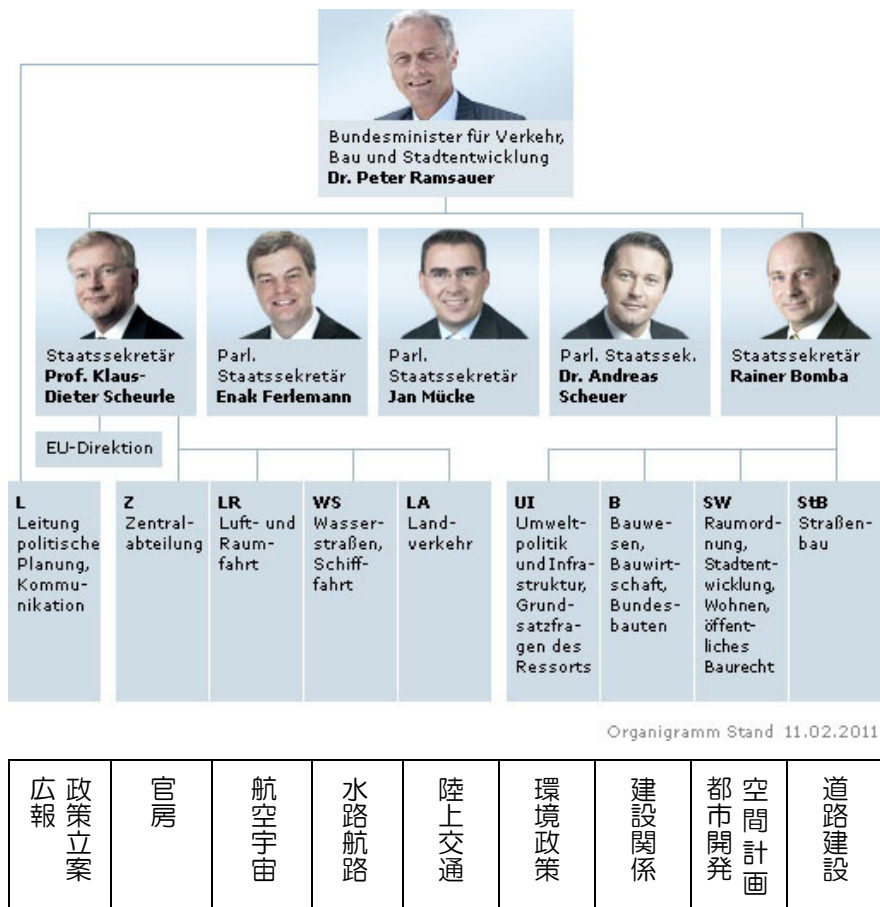 Bundesminister für Verkehr,
Bau und Stadtentwicklung
Dr. Peter Ramsauer
Staatssekretär
Prof. Klaus-
Dieter Scheurle
Parl.
Staatssekretär
Enak Ferlemann
Parl.
Staatssekretär
Jan Mücke
Parl. Staatssek.
Dr. Andreas
Scheuer
Staatssekretär
Rainer Bomba
EU-Direktion
L
Leitung
politische
Planung,
Kommu-
nikation
Z
Zentral-
abteilung
LR
Luft- und
Raum-
fahrt
WS
Wasser-
straßen,
Schiff-
fahrt
LA
Land-
verkehr
UI
Umwelt-
politik
und Infra-
struktur,
Grund-
satzfra-
gen des
Ressorts
B
Bauwe-
sen,
Bauwirt-
schaft,
Bundes-
bauten
SW
Raumord-
nung,
Stadtent-
wicklung,
Wohnen,
öffent-
liches
Baurecht
StB
Straßen-
bau
Organigramm Stand 11.02.2011
政策立案
広報
官房
航空宇宙
水路航路
陸上交通
環境政策
建設関係
空間計画
都市開発
道路建設